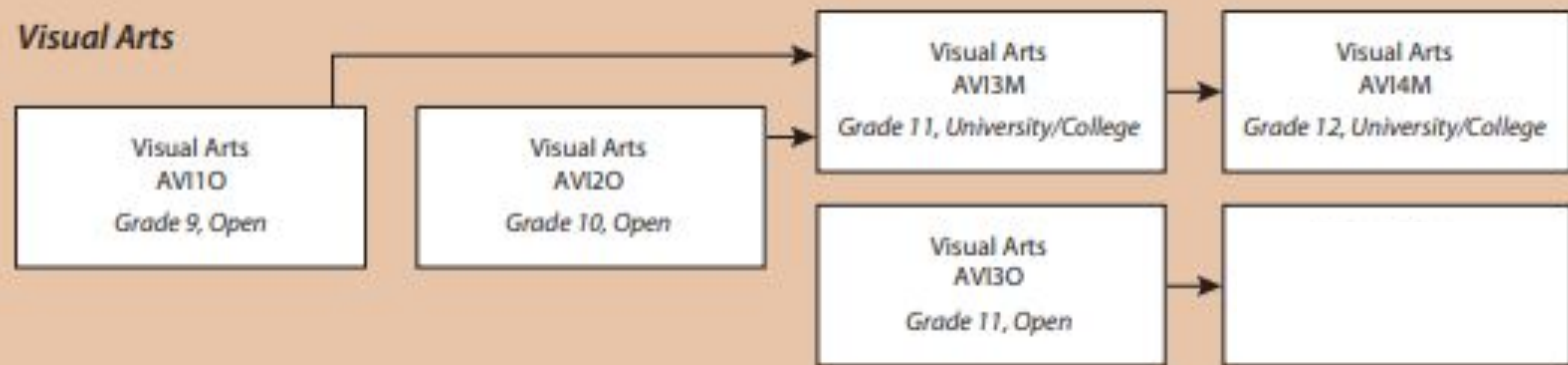 Visual Arts
Visual Arts
AVI1O
Grade 9, Open
Visual Arts
AVI2O
Grade 10, Open
Visual Arts
AVI3M
Grade 11, University/College
Visual Arts
AVI4M
Grade 12, University/College
Visual Arts
AVI3O
Grade 11, Open